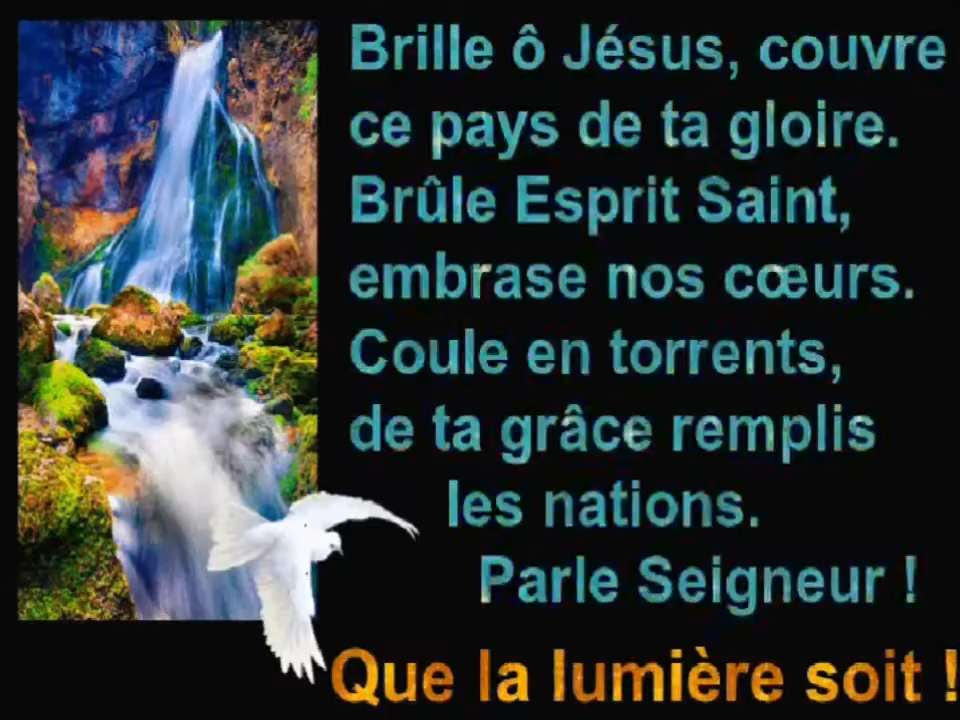 Brille ô Jésus, couvre
ce pays de ta gloire.
Brûle Esprit Saint,
embrase nos cœurs.
Coule en torrents,
de ta grâce remplis
les nations.
Parle Seigneur !
Que la lumière soit !